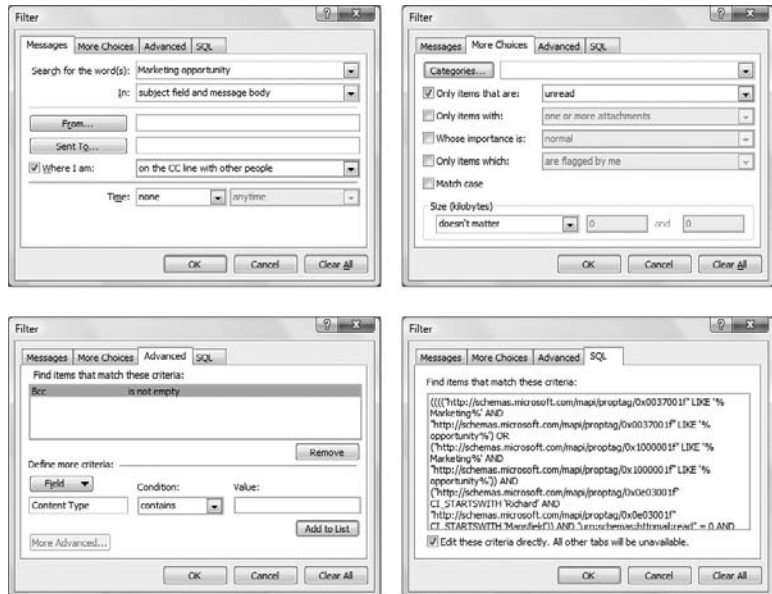 Filter
Messages More Choices Advanced SQL
Search for the word(s): Marketing opportunity
In: subject field and message body
From...
Sent To...
Where I am: on the CC line with other people
Time: none anytime
OK Cancel Clear All
Filter
Messages More Choices Advanced SQL
Categories...
Only items that are: unread
Only items with: one or more attachments
Whose importance is: normal
Only items which: are flagged by me
Match case
Size (kilobytes)
doesn't matter 0 and 0
OK Cancel Clear All
Filter
Messages More Choices Advanced SQL
Find items that match these criteria:
Bcc is not empty
Remove
Define more criteria:
Field Condition: Value:
Content Type contains
Add to List
More Advanced...
OK Cancel Clear All
Filter
Messages More Choices Advanced SQL
Find items that match these criteria:
(((("http://schemas.microsoft.com/mapi/proptag/0x0037001f" LIKE '%
Marketing%' AND
"http://schemas.microsoft.com/mapi/proptag/0x0037001f" LIKE '%
opportunity%') OR
("http://schemas.microsoft.com/mapi/proptag/0x1000001f" LIKE '%
Marketing%' AND
"http://schemas.microsoft.com/mapi/proptag/0x1000001f" LIKE '%
opportunity%')) AND
("http://schemas.microsoft.com/mapi/proptag/0x0e03001f"
CI_STARTSWITH 'Richard' AND
"http://schemas.microsoft.com/mapi/proptag/0x0e03001f"
CI_STARTSWITH 'Mansfield')) AND "urn:schemas:httpmail:read" = 0 AND
Edit these criteria directly. All other tabs will be unavailable.
OK Cancel Clear All